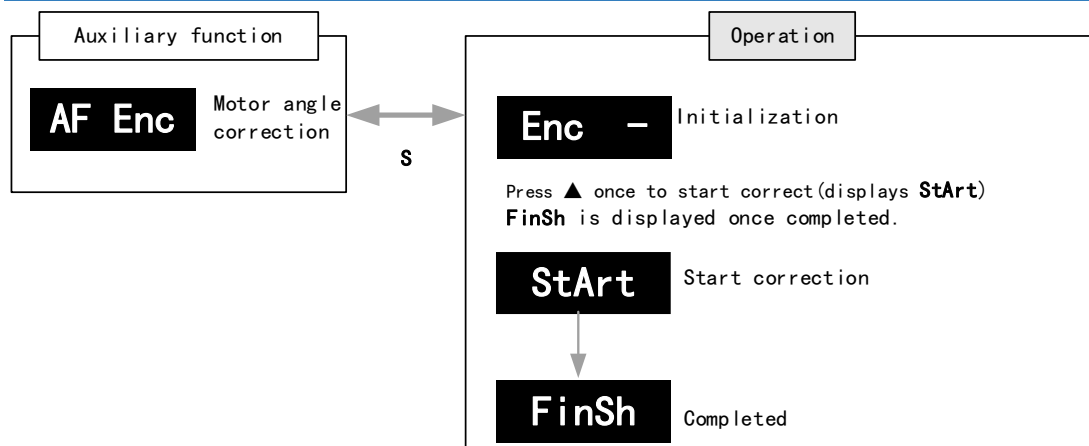 Auxiliary function
AF Enc
Motor angle
correction
S
Operation
Enc －
Initialization
Press ▲ once to start correct(displays StArt)
FinSh is displayed once completed.
StArt
Start correction
FinSh
Completed